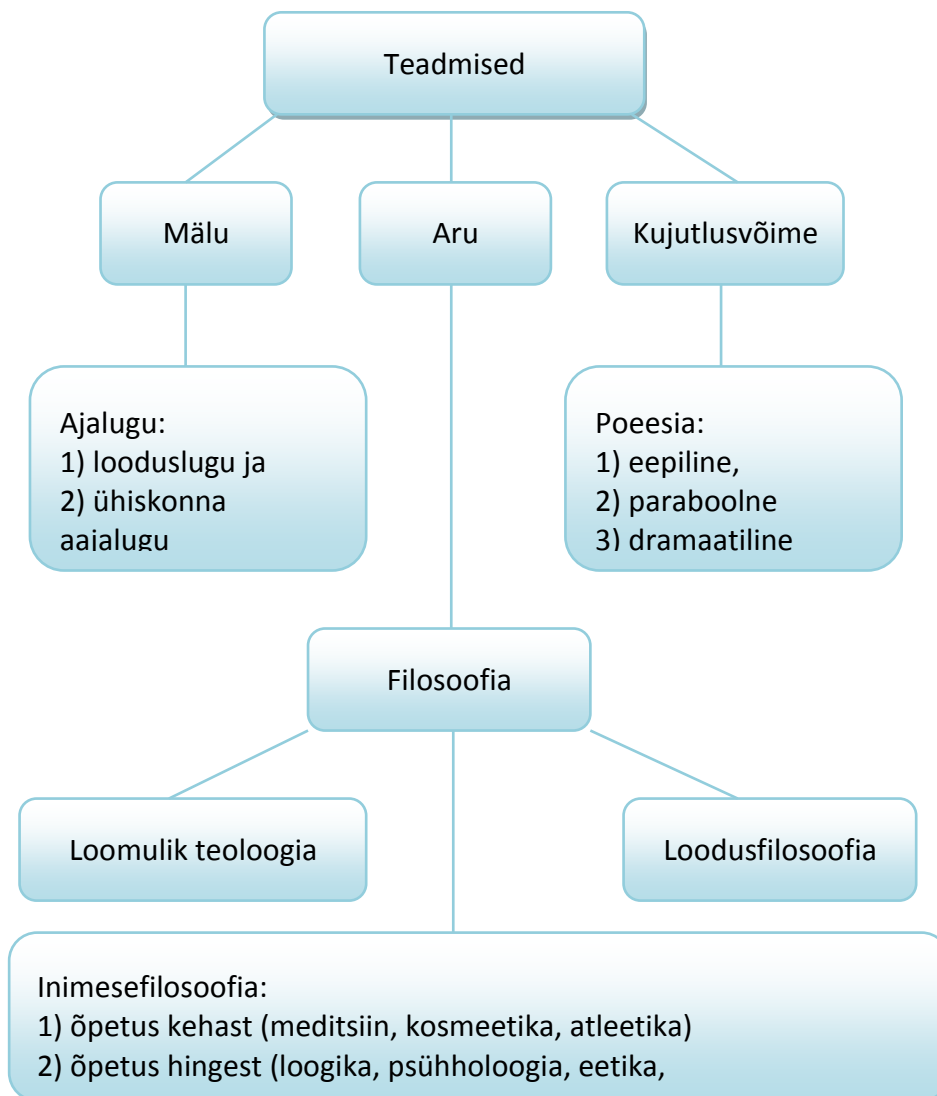 Teadmised
Mälu
Aru
Kujutlusvõime
Ajalugu:
1) looduslugu ja
2) ühiskonna
aajalugu
Poeesia:
1) eepiline,
2) paraboolne
3) dramaatiline
Filosoofia
Loomulik teoloogia
Loodusfilosoofia
Inimesefilosoofia:
1) õpetus kehast (meditsiin, kosmeetika, atleetika)
2) õpetus hingest (loogika, psühholoogia, eetika,